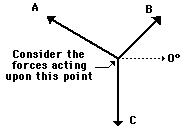 A
B
Consider the
forces acting
upon this point
0°
C